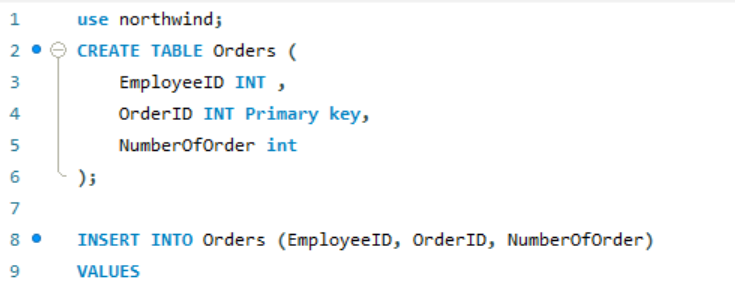 1 use northwind;
2 CREATE TABLE Orders (
3 EmployeeID INT ,
4 OrderID INT Primary key,
5 NumberOfOrder int
6 );
7
8 INSERT INTO Orders (EmployeeID, OrderID, NumberOfOrder)
9 VALUES